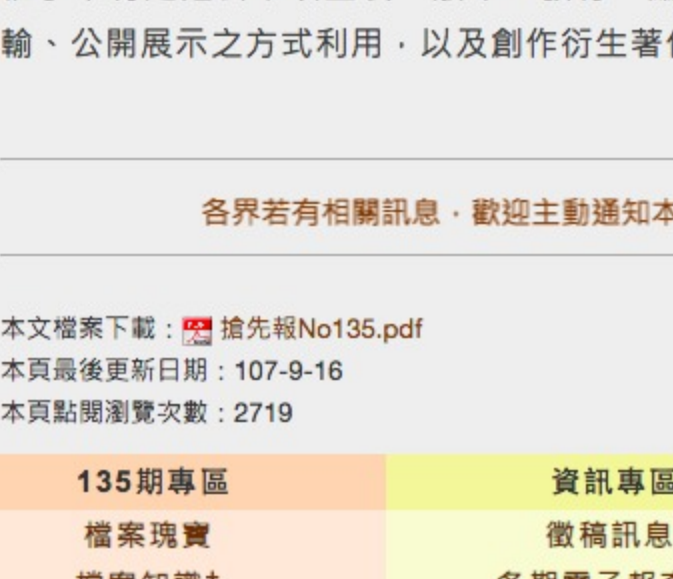 輸、公開展示之方式利用，以及創作衍生著
各界若有相關訊息，歡迎主動通知本
本文檔案下載：搶先報No135.pdf
本頁最後更新日期：107-9-16
本頁點閱瀏覽次數：2719
135期專區
資訊專區
檔案瑰寶
徵稿訊息